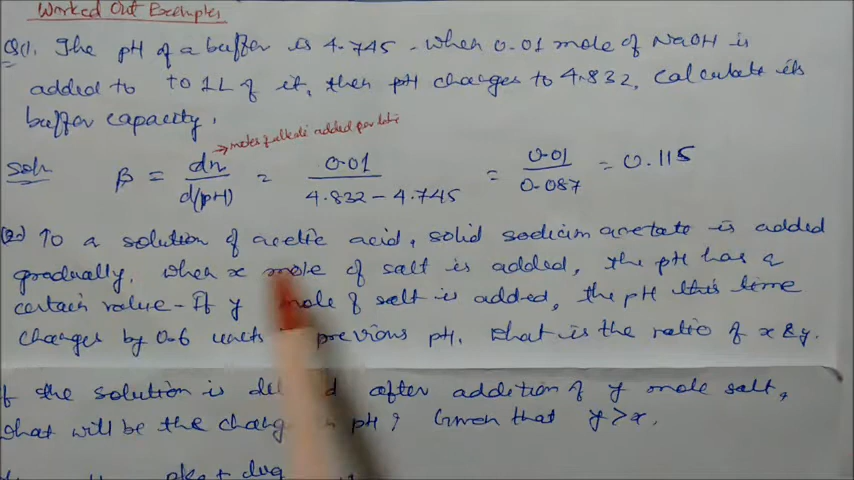 Worked Out Examples
Q1. The pH of a buffer is 4.745. When 0.01 mole of NaOH is
added to to 1L of it, then pH changes to 4.832, Calculate its
buffer capacity.
→ moles of alkali added per litre
Soln β = dn / d(pH) = 0.01 / 4.832 - 4.745 = 0.01 / 0.087 = 0.115
Q2. To a solution of acetic acid, solid sodium acetate is added
gradually. When x mole of salt is added, the pH has a
certain value - If y mole of salt is added, the pH this time
changes by 0.6 units previous pH. What is the ratio of x & y.
If the solution is after addition of y mole salt,
what will be the change in pH? Given that y > x.
pka + log